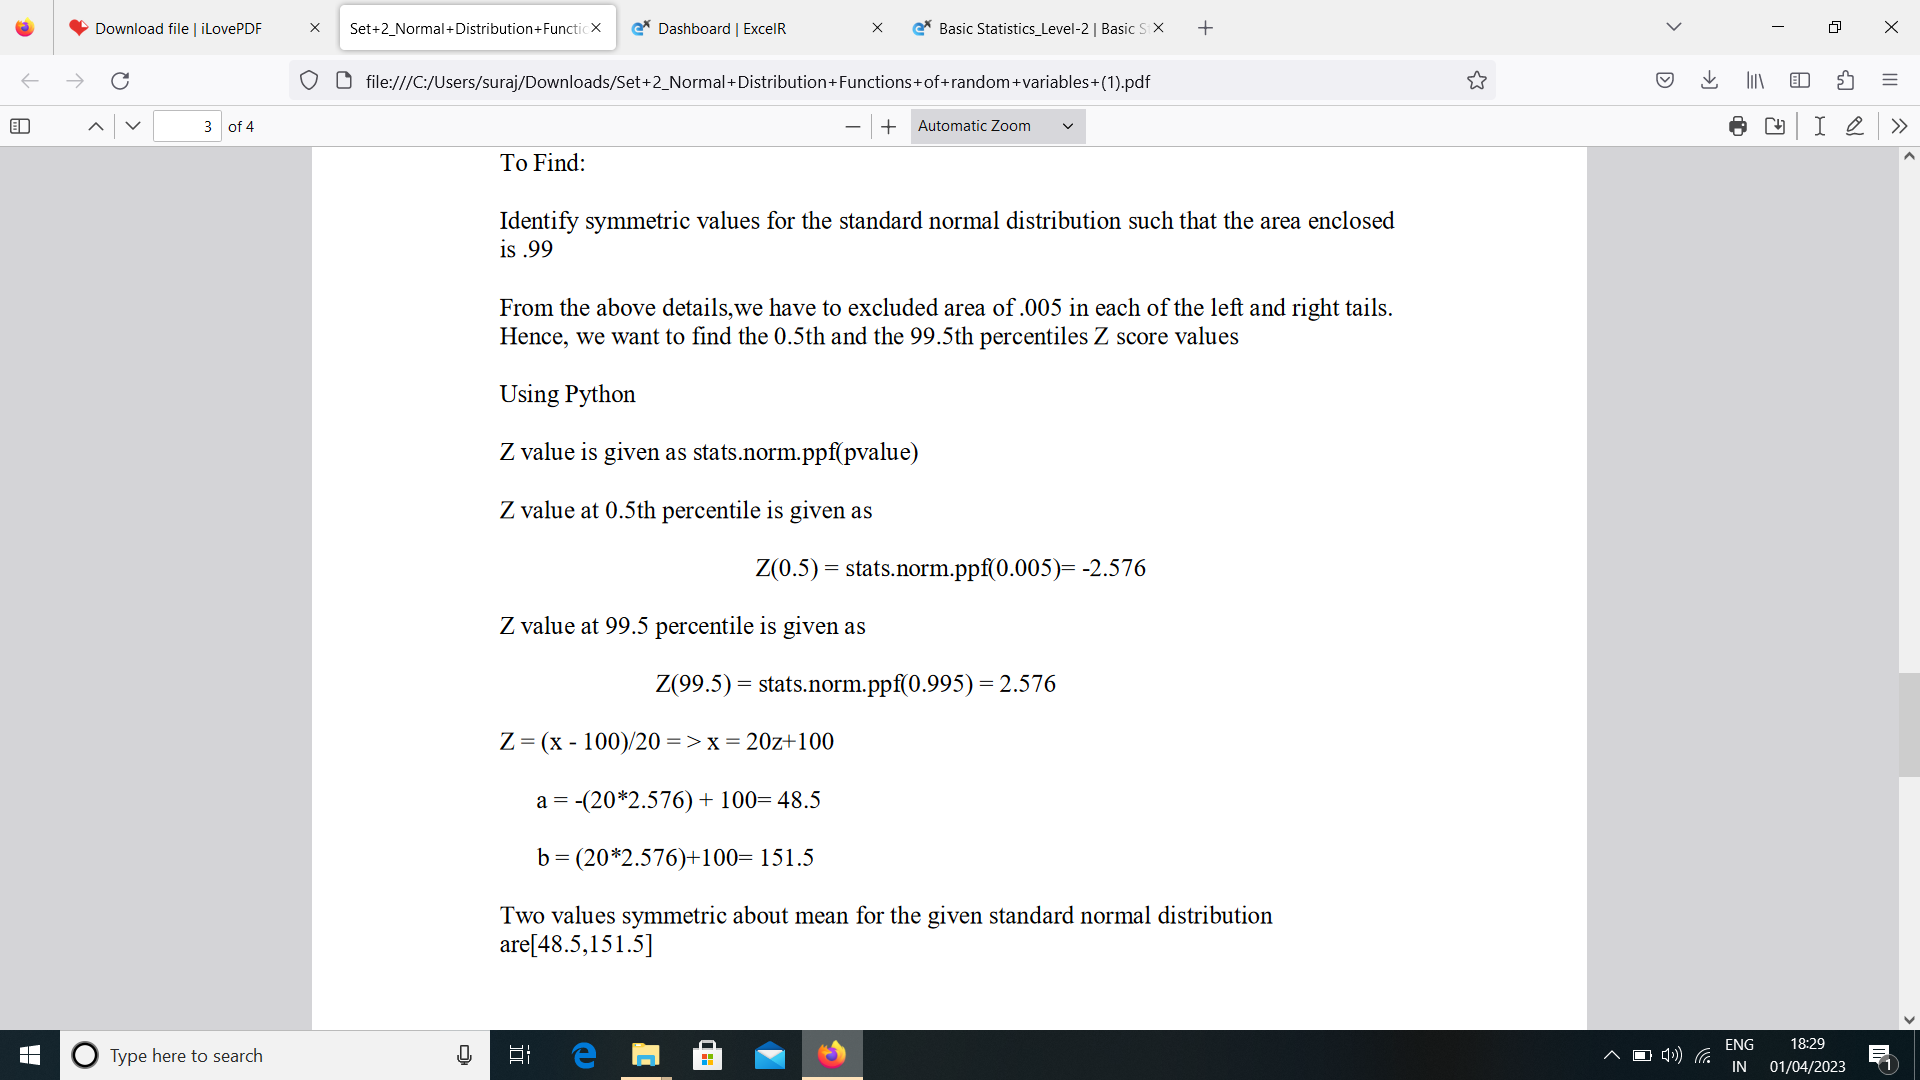 Download file | iLovePDF
Set+2_Normal+Distribution+Functio
Dashboard | ExcelR
Basic Statistics_Level-2 | Basic S
file:///C:/Users/suraj/Downloads/Set+2_Normal+Distribution+Functions+of+random+variables+(1).pdf
3 of 4
Automatic Zoom
To Find:
Identify symmetric values for the standard normal distribution such that the area enclosed
is .99
From the above details,we have to excluded area of .005 in each of the left and right tails.
Hence, we want to find the 0.5th and the 99.5th percentiles Z score values
Using Python
Z value is given as stats.norm.ppf(pvalue)
Z value at 0.5th percentile is given as
Z(0.5) = stats.norm.ppf(0.005)= -2.576
Z value at 99.5 percentile is given as
Z(99.5) = stats.norm.ppf(0.995) = 2.576
Z = (x - 100)/20 = > x = 20z+100
a = -(20*2.576) + 100= 48.5
b = (20*2.576)+100= 151.5
Two values symmetric about mean for the given standard normal distribution
are[48.5,151.5]
Type here to search
ENG
IN
18:29
01/04/2023
1